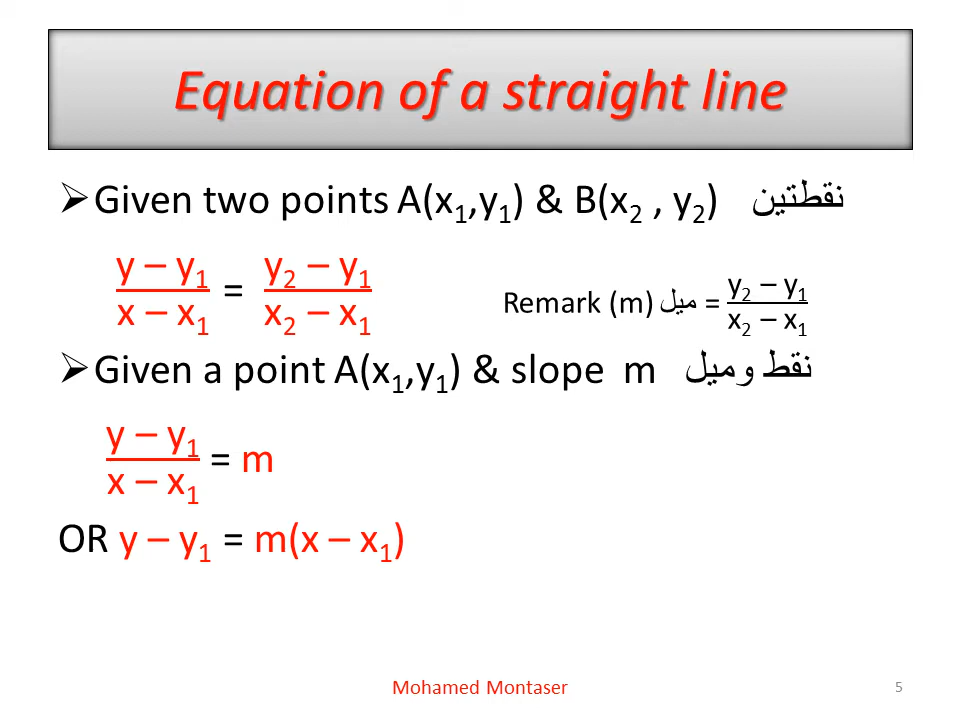 Equation of a straight line
➢Given two points A(x₁,y₁) & B(x₂ , y₂) نقطتين
y – y₁ / x – x₁ = y₂ – y₁ / x₂ – x₁
Remark (m) ميل = y₂ – y₁ / x₂ – x₁
➢Given a point A(x₁,y₁) & slope m نقط وميل
y – y₁ / x – x₁ = m
OR y – y₁ = m(x – x₁)
Mohamed Montaser
5